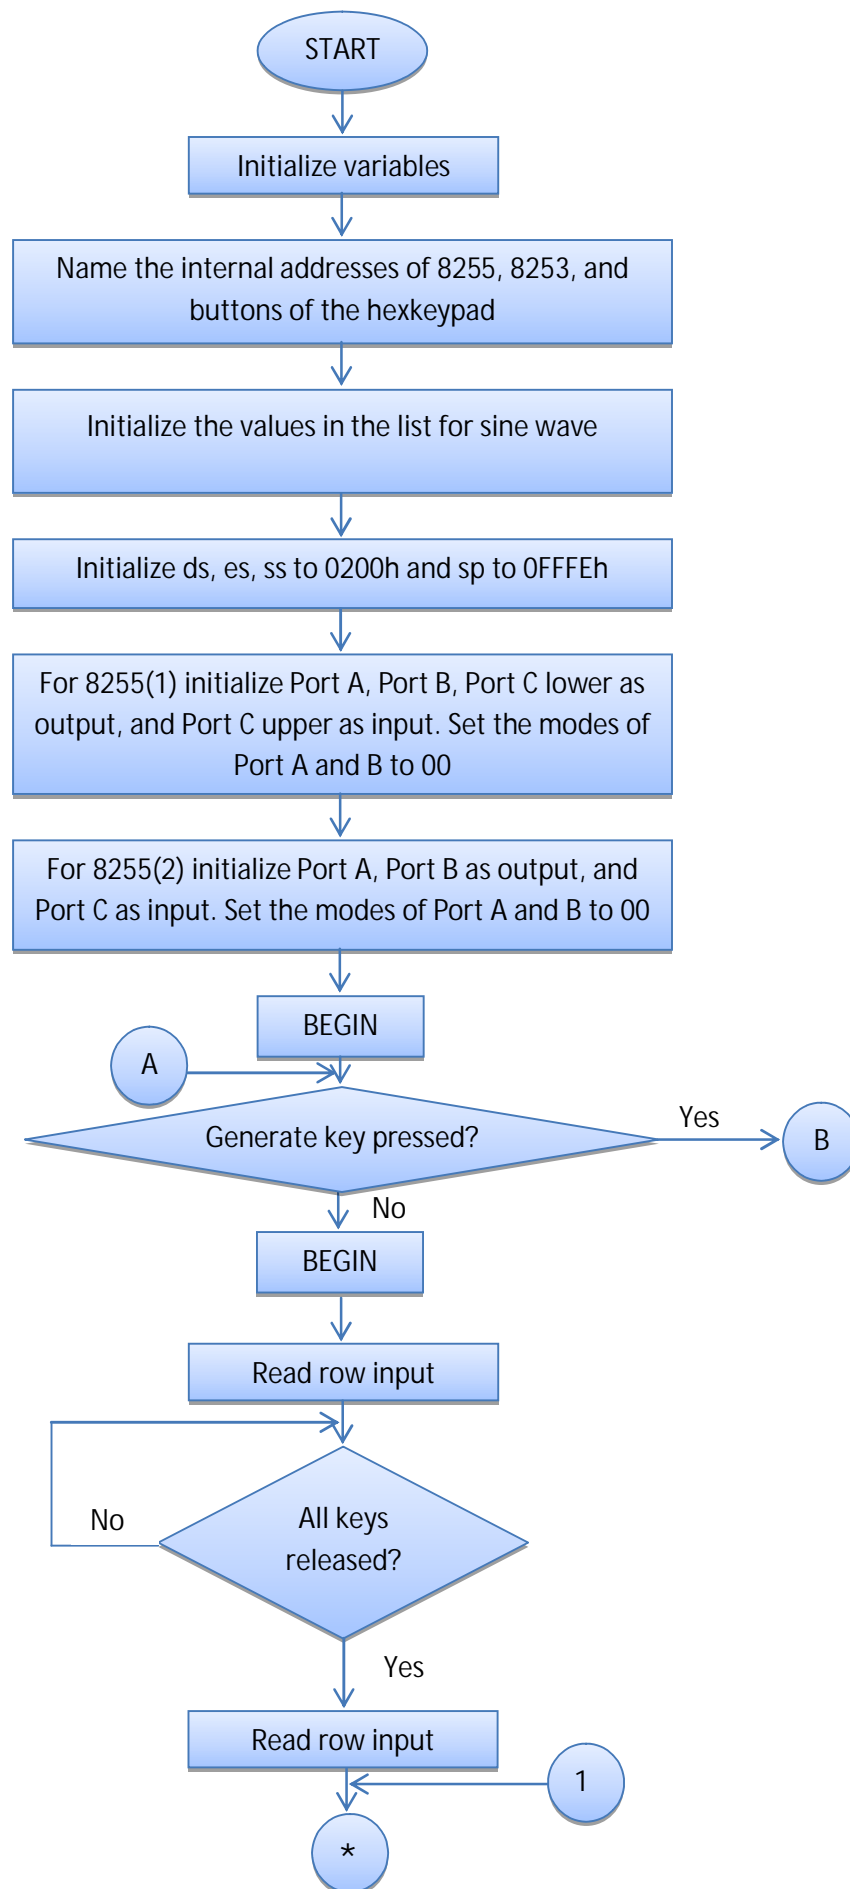 START
Initialize variables
Name the internal addresses of 8255, 8253, and
buttons of the hexkeypad
Initialize the values in the list for sine wave
Initialize ds, es, ss to 0200h and sp to 0FFFEh
For 8255(1) initialize Port A, Port B, Port C lower as
output, and Port C upper as input. Set the modes of
Port A and B to 00
For 8255(2) initialize Port A, Port B as output, and
Port C as input. Set the modes of Port A and B to 00
BEGIN
A
Generate key pressed?
Yes
B
No
BEGIN
Read row input
No
All keys
released?
Yes
Read row input
1
*